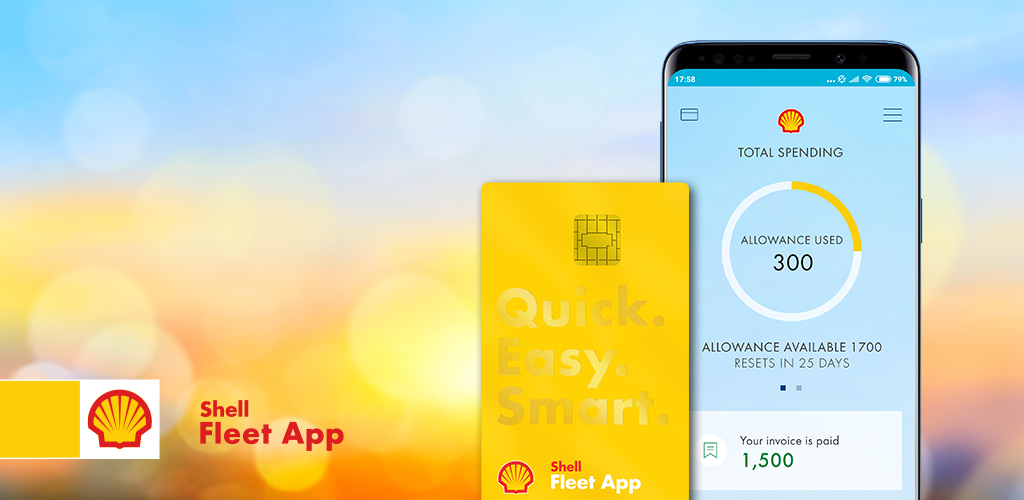 Shell
Fleet App
Quick.
Easy.
Smart.
Shell
Fleet App
17:58
79%
TOTAL SPENDING
ALLOWANCE USED
300
ALLOWANCE AVAILABLE 1700
RESETS IN 25 DAYS
Your invoice is paid
1,500